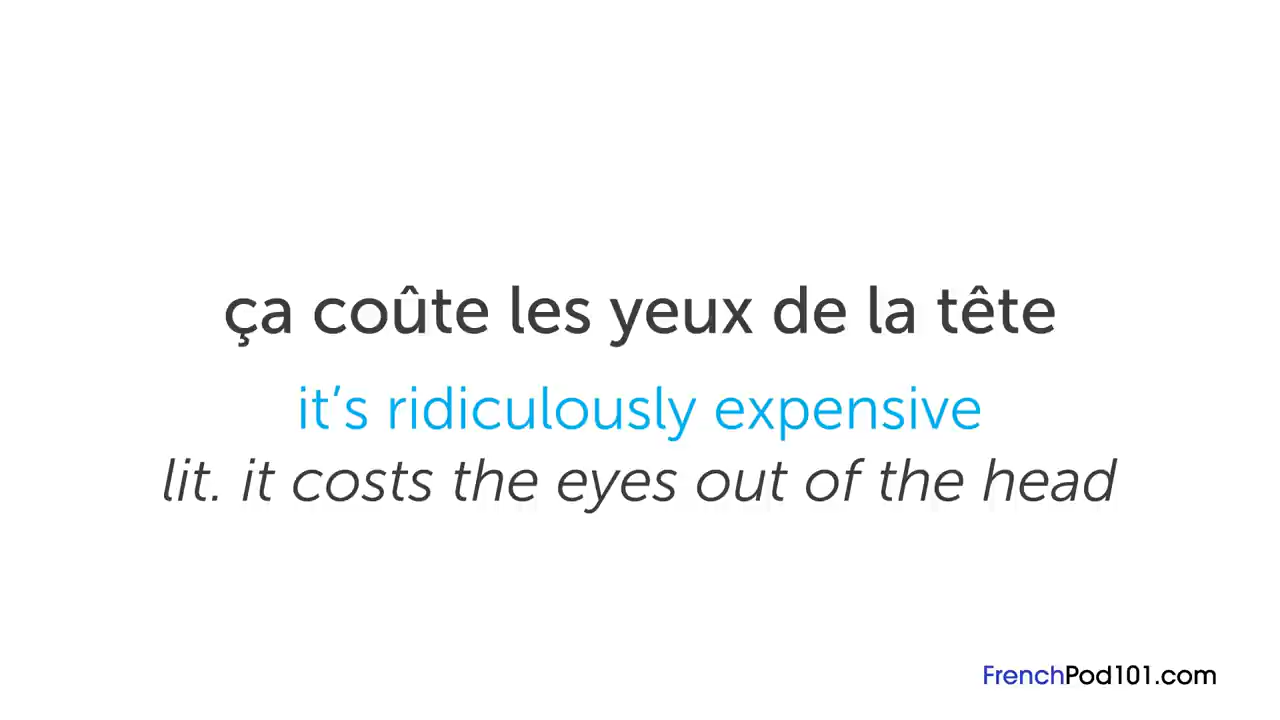 ça coûte les yeux de la tête
it's ridiculously expensive
lit. it costs the eyes out of the head
FrenchPod101.com